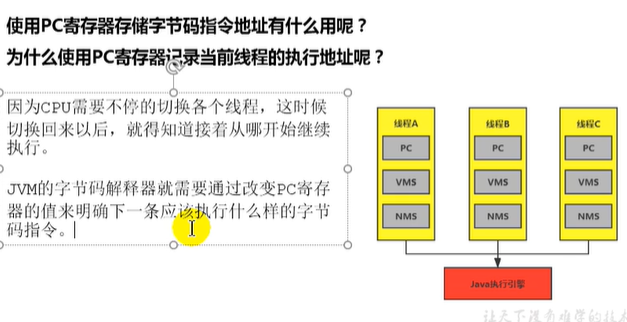 使用PC寄存器存储字节码指令地址有什么用呢？
为什么使用PC寄存器记录当前线程的执行地址呢？
因为CPU需要不停的切换各个线程，这时候
切换回来以后，就得知道接着从哪开始继续
执行。
JVM的字节码解释器就需要通过改变PC寄存
器的值来明确下一条应该执行什么样的字节
码指令。
线程A
PC
VMS
NMS
线程B
PC
VMS
NMS
线程C
PC
VMS
NMS
Java执行引擎
让天下没有难学的技术